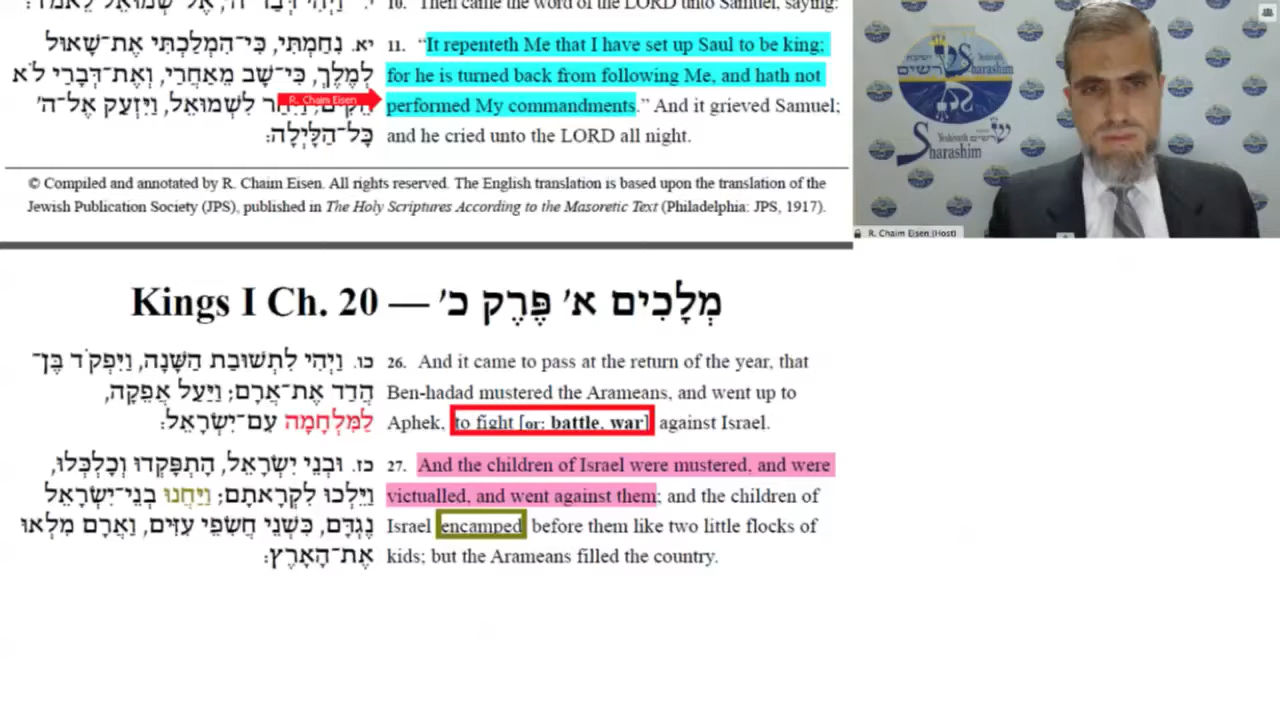 10. Then came the word of the LORD unto Samuel, saying:
יא. נִחַמְתִּי, כִּי־הִמְלַכְתִּי אֶת־שָׁאוּל
לְמֶלֶךְ, כִּי־שָׁב מֵאַחֲרַי, וְאֶת־דְּבָרַי לֹא
לִשְׁמוּאֵל, וַיִּזְעַק אֶל־ה'
כָּל־הַלָּיְלָה:
11. “It repenteth Me that I have set up Saul to be king;
for he is turned back from following Me, and hath not
performed My commandments.” And it grieved Samuel;
and he cried unto the LORD all night.
R. Chaim Eisen
© Compiled and annotated by R. Chaim Eisen. All rights reserved. The English translation is based upon the translation of the
Jewish Publication Society (JPS), published in The Holy Scriptures According to the Masoretic Text (Philadelphia: JPS, 1917).
Kings I Ch. 20 — מְלָכִים א' פֶּרֶק כ'
כו. וַיְהִי לִתְשׁוּבַת הַשָּׁנָה, וַיִּפְקֹד בֶּן־
הֲדַד אֶת־אֲרָם; וַיַּעַל אֲפֵקָה,
לַמִּלְחָמָה עִם־יִשְׂרָאֵל:
26. And it came to pass at the return of the year, that
Ben-hadad mustered the Arameans, and went up to
Aphek, to fight [or: battle, war] against Israel.
כז. וּבְנֵי יִשְׂרָאֵל, הָתְפָּקְדוּ וְכָלְכְּלוּ,
וַיֵּלְכוּ לִקְרָאתָם; וַיַּחֲנוּ בְנֵי־יִשְׂרָאֵל
נֶגְדָּם, כִּשְׁנֵי חֲשִׂפֵי עִזִּים, וַאֲרָם מִלְאוּ
אֶת־הָאָרֶץ:
27. And the children of Israel were mustered, and were
victualled, and went against them; and the children of
Israel encamped before them like two little flocks of
kids; but the Arameans filled the country.
ישיבת
שרשים
Sharashim
Yeshivath שרשים
Sharashim
R. Chaim Eisen (Host)